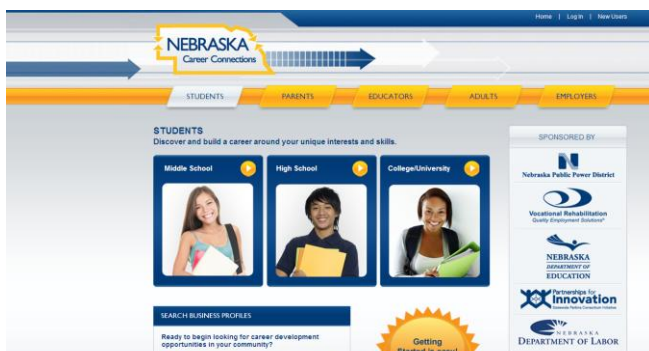 Home | Log In | New Users
NEBRASKA
Career Connections
STUDENTS
PARENTS
EDUCATORS
ADULTS
EMPLOYERS
STUDENTS
Discover and build a career around your unique interests and skills.
Middle School
High School
College/University
SEARCH BUSINESS PROFILES
Ready to begin looking for career development
opportunities in your community?
Getting
Started is easy!
SPONSORED BY
Nebraska Public Power District
Vocational Rehabilitation
Quality Employment Solutions
NEBRASKA
DEPARTMENT OF
EDUCATION
Partnerships for
Innovation
NEBRASKA
DEPARTMENT OF LABOR